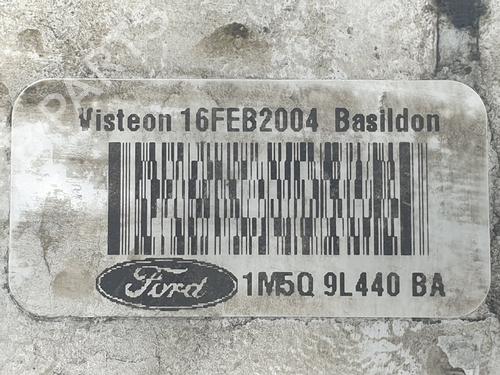 Visteon 16FEB2004 Basildon
Ford 1M5Q 9L440 BA